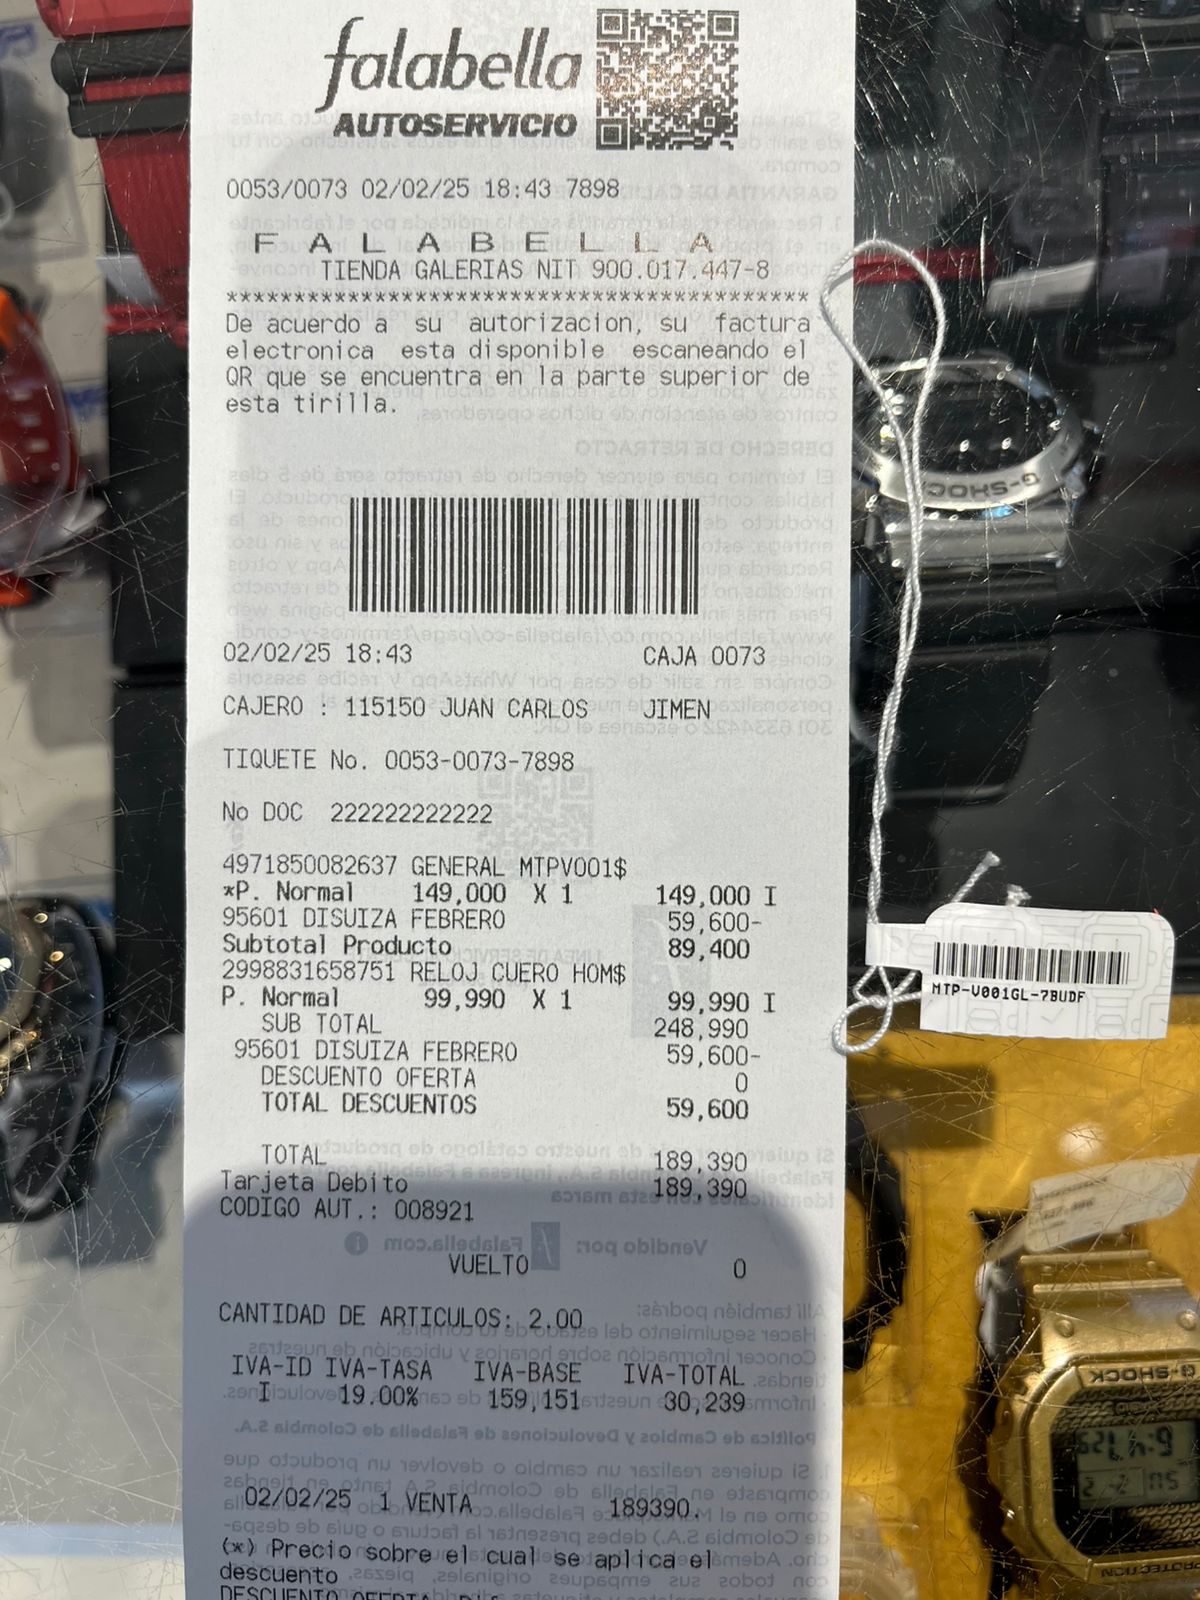 falabella
AUTOSERVICIO
0053/0073 02/02/25 18:43 7898
F A L A B E L L A
TIENDA GALERIAS NIT 900.017.447-8
*******************************************
De acuerdo a su autorizacion, su factura
electronica esta disponible escaneando el
QR que se encuentra en la parte superior de
esta tirilla.
02/02/25 18:43 CAJA 0073
CAJERO : 115150 JUAN CARLOS JIMEN
TIQUETE No. 0053-0073-7898
No DOC 222222222222
4971850082637 GENERAL MTPV001$
*P. Normal 149,000 X 1 149,000 I
95601 DISUIZA FEBRERO 59,600-
Subtotal Producto 89,400
2998831658751 RELOJ CUERO HOM$
P. Normal 99,990 X 1 99,990 I
SUB TOTAL 248,990
95601 DISUIZA FEBRERO 59,600-
DESCUENTO OFERTA 0
TOTAL DESCUENTOS 59,600
TOTAL 189,390
Tarjeta Debito 189,390
CODIGO AUT.: 008921
VUELTO 0
CANTIDAD DE ARTICULOS: 2.00
IVA-ID IVA-TASA IVA-BASE IVA-TOTAL
I 19.00% 159,151 30,239
02/02/25 1 VENTA 189390.
(*) Precio sobre el cual se aplica el
descuento
MTP-V001GL-7BUDF
G-SHOCK
G-SHOCK
CASIO
PROTECTION